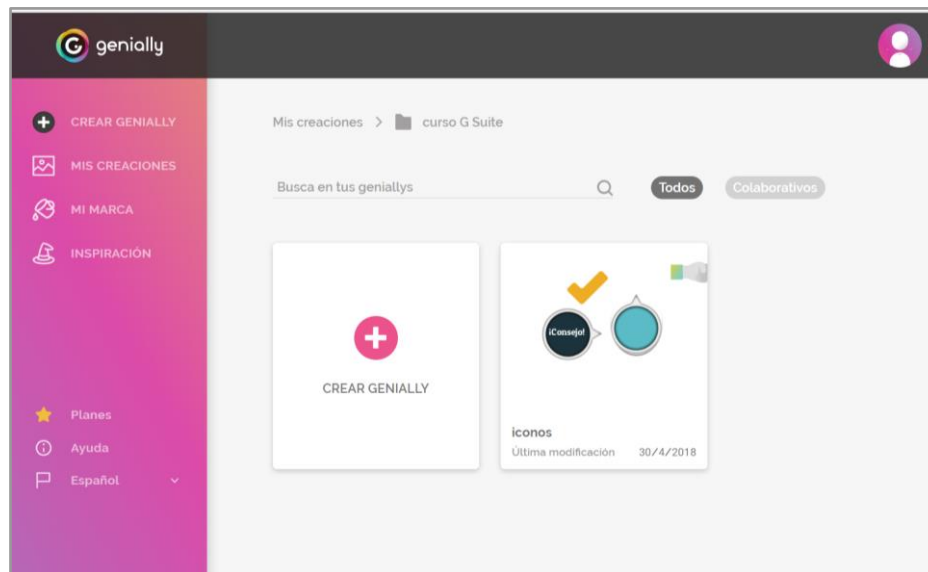 genially
CREAR GENIALLY
MIS CREACIONES
MI MARCA
INSPIRACIÓN
Planes
Ayuda
Español
Mis creaciones > curso G Suite
Busca en tus geniallys
Todos
Colaborativos
CREAR GENIALLY
¡Consejo!
iconos
Última modificación 30/4/2018